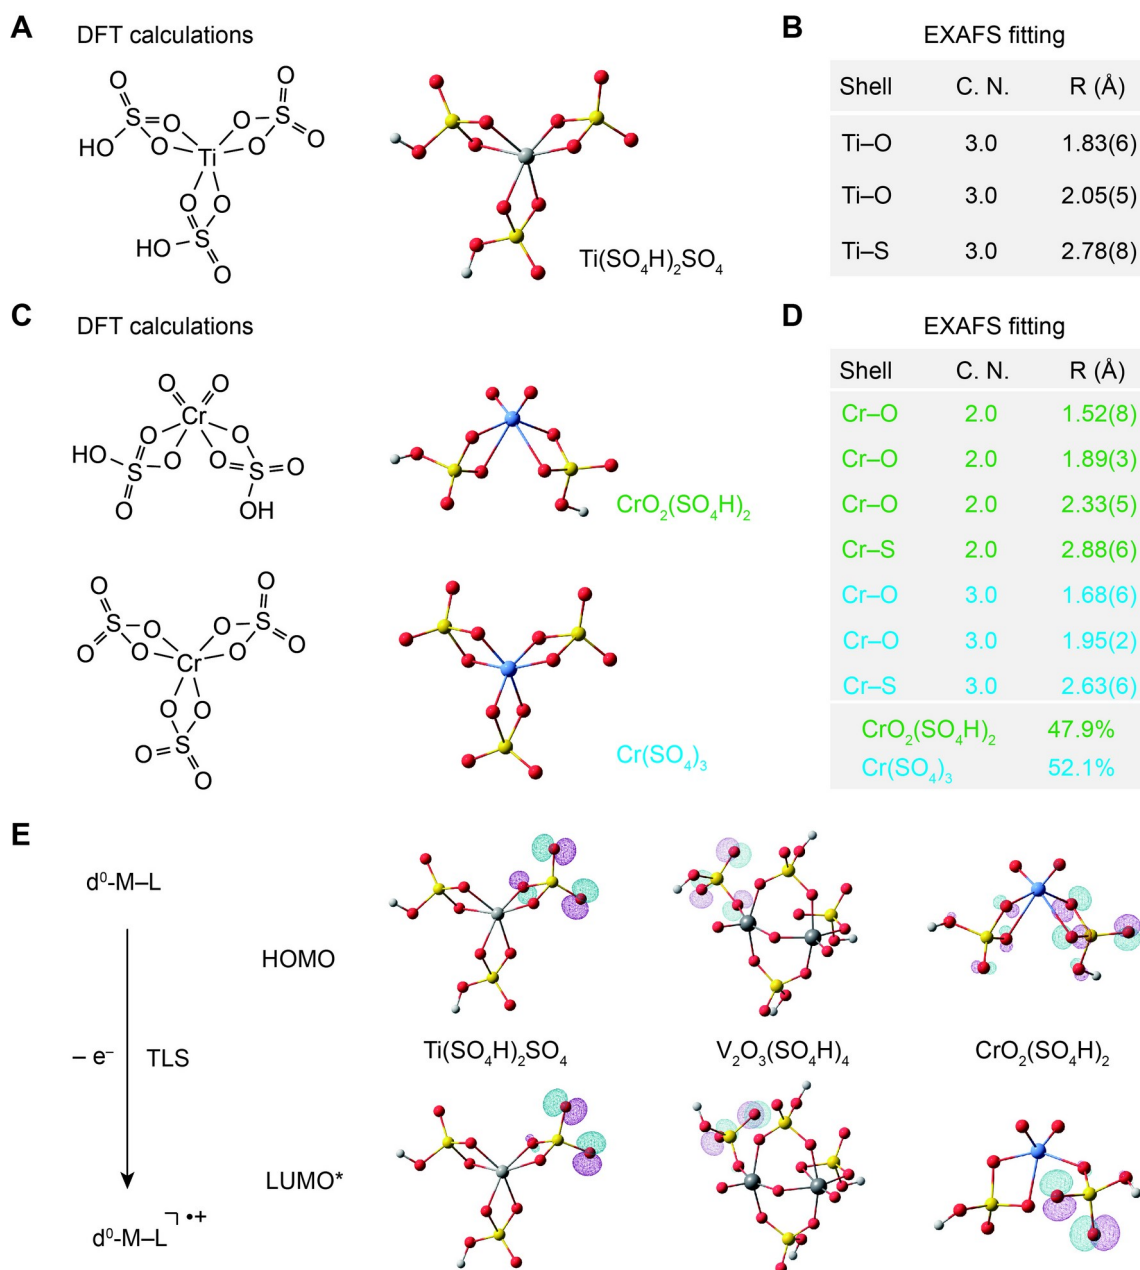 A DFT calculations
O
O
S
O
O
HO
Ti
O
O
S
O
O
O
O
S
HO
O
Ti(SO4H)2SO4
B EXAFS fitting
Shell C. N. R (Å)
Ti–O 3.0 1.83(6)
Ti–O 3.0 2.05(5)
Ti–S 3.0 2.78(8)
C DFT calculations
O
O
Cr
O
O
HO
S
O
O
O
O
S
O
OH
CrO2(SO4H)2
O
O
S
O
O
Cr
O
O
S
O
O
O
O
S
O
O
Cr(SO4)3
D EXAFS fitting
Shell C. N. R (Å)
Cr–O 2.0 1.52(8)
Cr–O 2.0 1.89(3)
Cr–O 2.0 2.33(5)
Cr–S 2.0 2.88(6)
Cr–O 3.0 1.68(6)
Cr–O 3.0 1.95(2)
Cr–S 3.0 2.63(6)
CrO2(SO4H)2 47.9%
Cr(SO4)3 52.1%
E
d0-M–L
HOMO
– e– TLS
Ti(SO4H)2SO4 V2O3(SO4H)4 CrO2(SO4H)2
LUMO*
d0-M–L •+